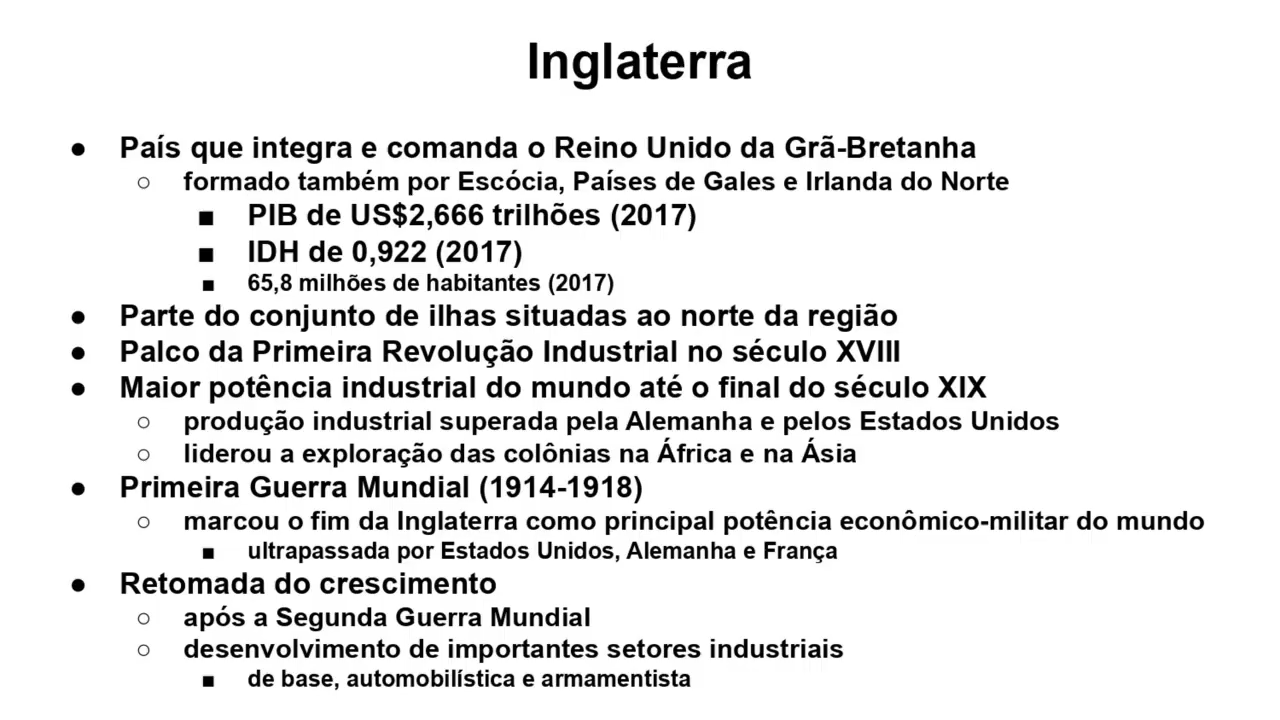 Inglaterra
● País que integra e comanda o Reino Unido da Grã-Bretanha
○ formado também por Escócia, Países de Gales e Irlanda do Norte
■ PIB de US$2,666 trilhões (2017)
■ IDH de 0,922 (2017)
■ 65,8 milhões de habitantes (2017)
● Parte do conjunto de ilhas situadas ao norte da região
● Palco da Primeira Revolução Industrial no século XVIII
● Maior potência industrial do mundo até o final do século XIX
○ produção industrial superada pela Alemanha e pelos Estados Unidos
○ liderou a exploração das colônias na África e na Ásia
● Primeira Guerra Mundial (1914-1918)
○ marcou o fim da Inglaterra como principal potência econômico-militar do mundo
■ ultrapassada por Estados Unidos, Alemanha e França
● Retomada do crescimento
○ após a Segunda Guerra Mundial
○ desenvolvimento de importantes setores industriais
■ de base, automobilística e armamentista